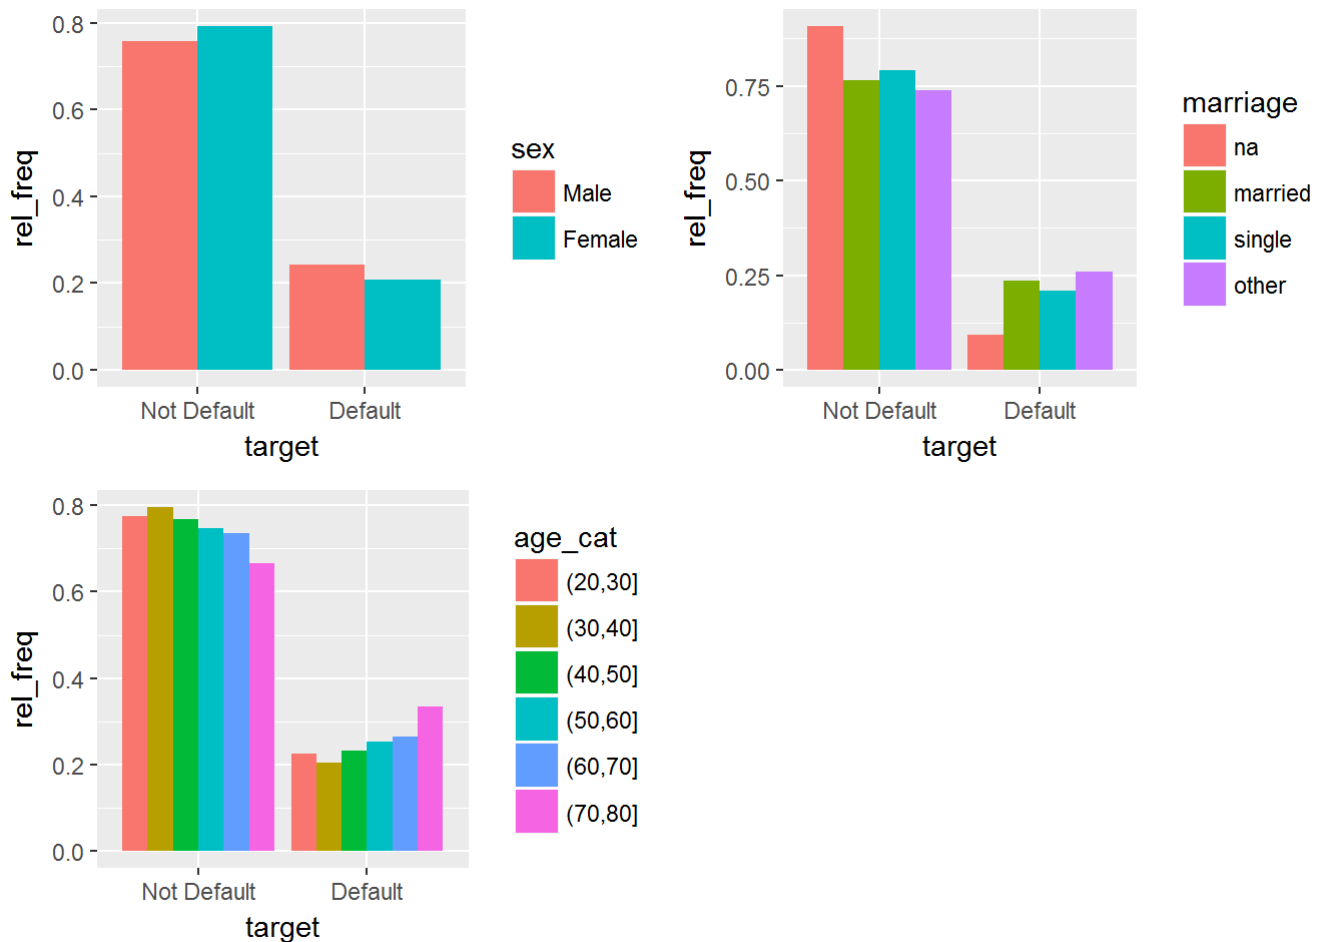 0.8
0.6
0.4
0.2
0.0
rel_freq
Not Default
Default
target
sex
Male
Female
0.75
0.50
0.25
0.00
rel_freq
Not Default
Default
target
marriage
na
married
single
other
0.8
0.6
0.4
0.2
0.0
rel_freq
Not Default
Default
target
age_cat
(20,30]
(30,40]
(40,50]
(50,60]
(60,70]
(70,80]